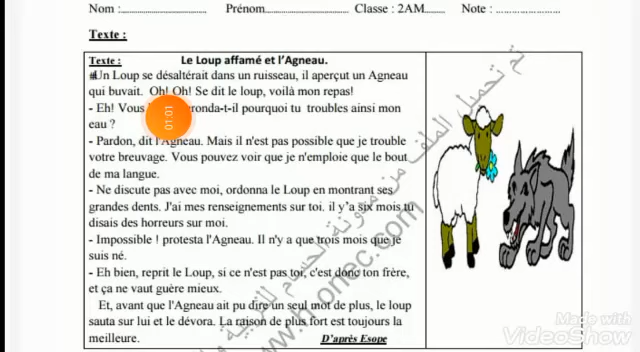 Nom : Prénom Classe : 2AM Note :
Texte :
Texte : Le Loup affamé et l’Agneau.
#Un Loup se désaltérait dans un ruisseau, il aperçut un Agneau
qui buvait. Oh! Oh! Se dit le loup, voilà mon repas!
- Eh! Vous ronda-t-il pourquoi tu troubles ainsi mon
eau ?
01:01
- Pardon, dit l'Agneau. Mais il n'est pas possible que je trouble
votre breuvage. Vous pouvez voir que je n'emploie que le bout
de ma langue.
- Ne discute pas avec moi, ordonna le Loup en montrant ses
grandes dents. J'ai mes renseignements sur toi. il y’a six mois tu
disais des horreurs sur moi.
- Impossible ! protesta l'Agneau. Il n'y a que trois mois que je
suis né.
- Eh bien, reprit le Loup, si ce n'est pas toi, c'est donc ton frère,
et ça ne vaut guère mieux.
Et, avant que l'Agneau ait pu dire un seul mot de plus, le loup
sauta sur lui et le dévora. La raison de plus fort est toujours la
meilleure. D’après Esope
تم تحميل الملف من مدونة
Made with
VideoShow